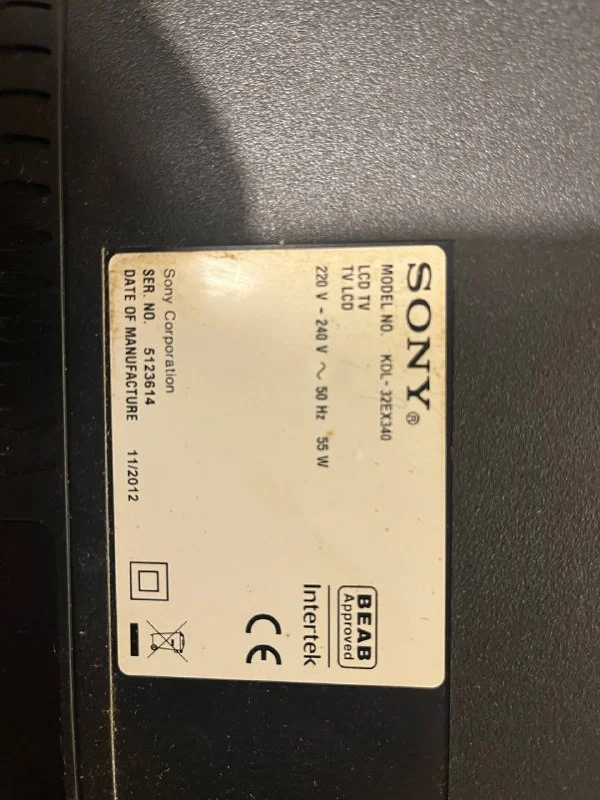 SONY®
MODEL NO. KDL-32EX340
LCD TV
TV LCD
220 V - 240 V ~ 50 Hz 55 W
BEAB
Approved
Intertek
CE
Sony Corporation
SER. NO. 5123614
DATE OF MANUFACTURE 11/2012